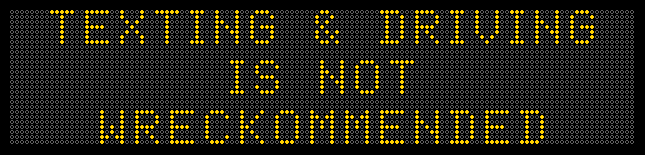 TEXTING & DRIVING
IS NOT
WRECKOMMENDED